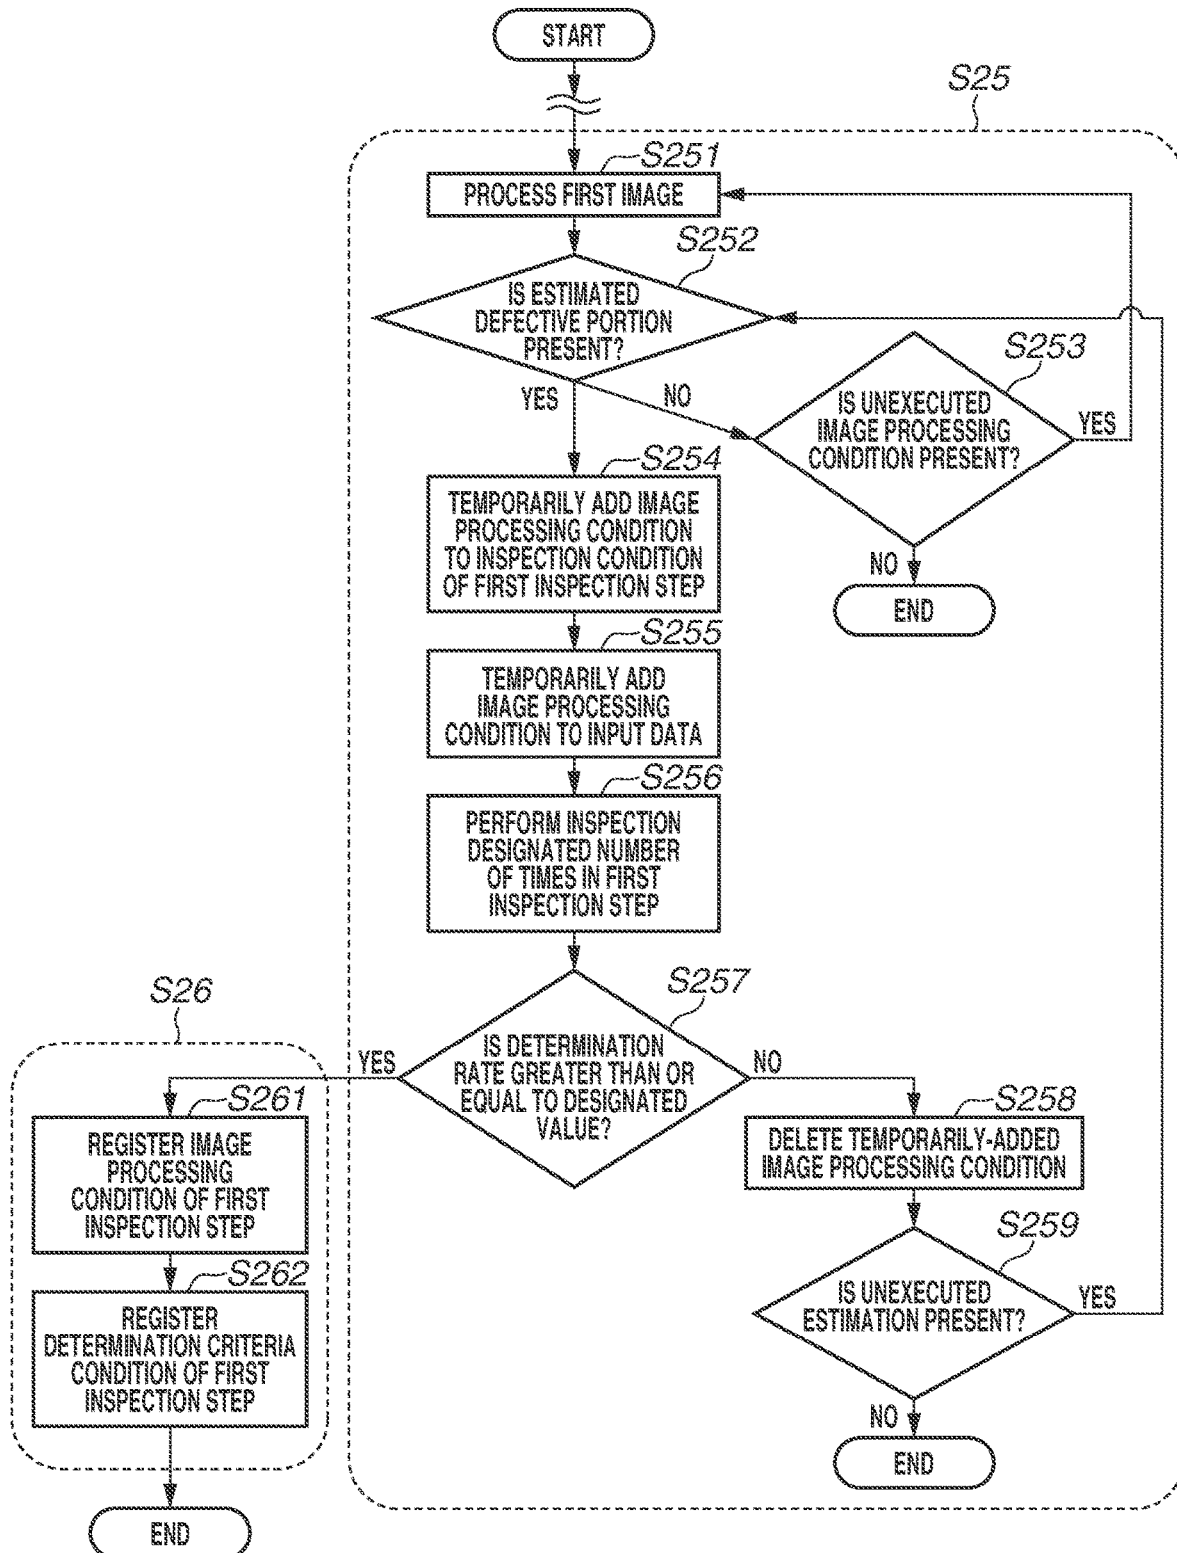 START
S25
S251
PROCESS FIRST IMAGE
S252
IS ESTIMATED
DEFECTIVE PORTION
PRESENT?
YES
NO
S253
IS UNEXECUTED
IMAGE PROCESSING
CONDITION PRESENT?
YES
NO
END
S254
TEMPORARILY ADD IMAGE
PROCESSING CONDITION
TO INSPECTION CONDITION
OF FIRST INSPECTION STEP
S255
TEMPORARILY ADD
IMAGE PROCESSING
CONDITION TO INPUT DATA
S256
PERFORM INSPECTION
DESIGNATED NUMBER
OF TIMES IN FIRST
INSPECTION STEP
S257
IS DETERMINATION
RATE GREATER THAN OR
EQUAL TO DESIGNATED
VALUE?
YES
NO
S258
DELETE TEMPORARILY-ADDED
IMAGE PROCESSING CONDITION
S259
IS UNEXECUTED
ESTIMATION PRESENT?
YES
NO
END
S26
S261
REGISTER IMAGE
PROCESSING
CONDITION OF FIRST
INSPECTION STEP
S262
REGISTER
DETERMINATION CRITERIA
CONDITION OF FIRST
INSPECTION STEP
END